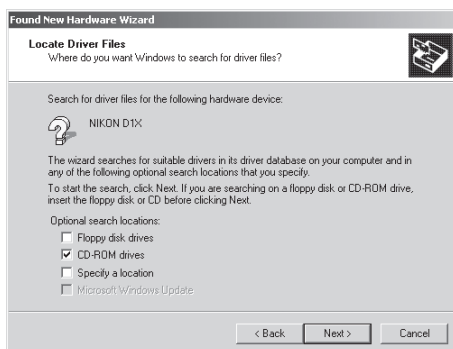 Found New Hardware Wizard
Locate Driver Files
Where do you want Windows to search for driver files?
Search for driver files for the following hardware device:
NIKON D1X
The wizard searches for suitable drivers in its driver database on your computer and in
any of the following optional search locations that you specify.
To start the search, click Next. If you are searching on a floppy disk or CD-ROM drive,
insert the floppy disk or CD before clicking Next.
Optional search locations:
Floppy disk drives
CD-ROM drives
Specify a location
Microsoft Windows Update
< Back
Next >
Cancel